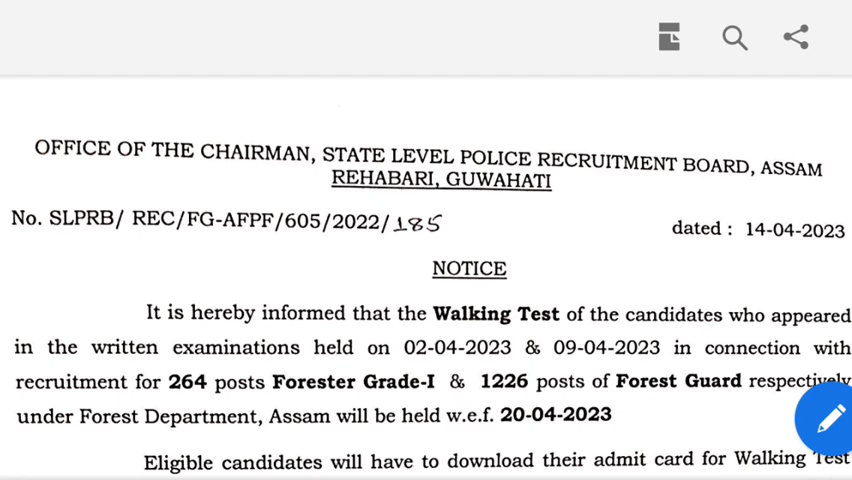 OFFICE OF THE CHAIRMAN, STATE LEVEL POLICE RECRUITMENT BOARD, ASSAM
REHABARI, GUWAHATI
No. SLPRB/ REC/FG-AFPF/605/2022/185 dated : 14-04-2023
NOTICE
It is hereby informed that the Walking Test of the candidates who appeared
in the written examinations held on 02-04-2023 & 09-04-2023 in connection with
recruitment for 264 posts Forester Grade-I & 1226 posts of Forest Guard respectively
under Forest Department, Assam will be held w.e.f. 20-04-2023
Eligible candidates will have to download their admit card for Walking Test